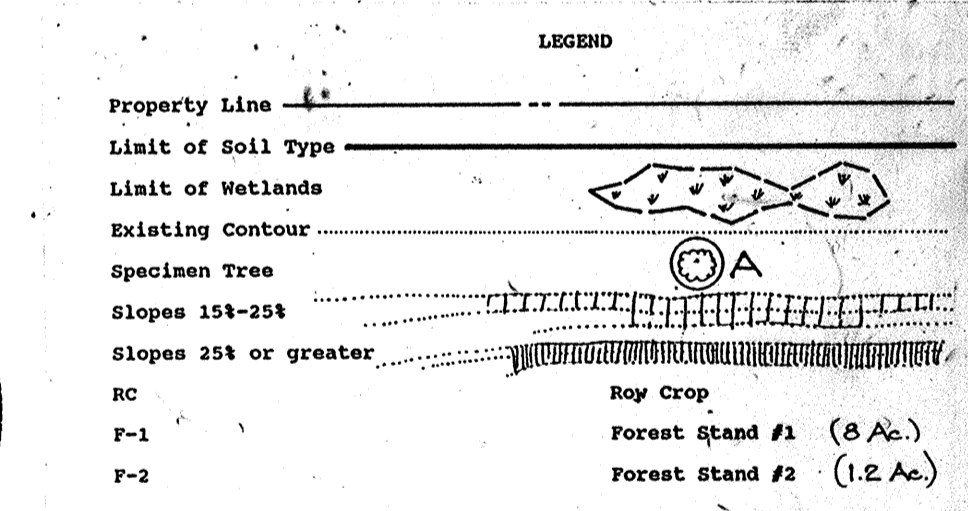 LEGEND
Property Line
Limit of Soil Type
Limit of Wetlands
Existing Contour
Specimen Tree A
Slopes 15%-25%
Slopes 25% or greater
RC Row Crop
F-1 Forest Stand #1 (8 Ac.)
F-2 Forest Stand #2 (1.2 Ac.)